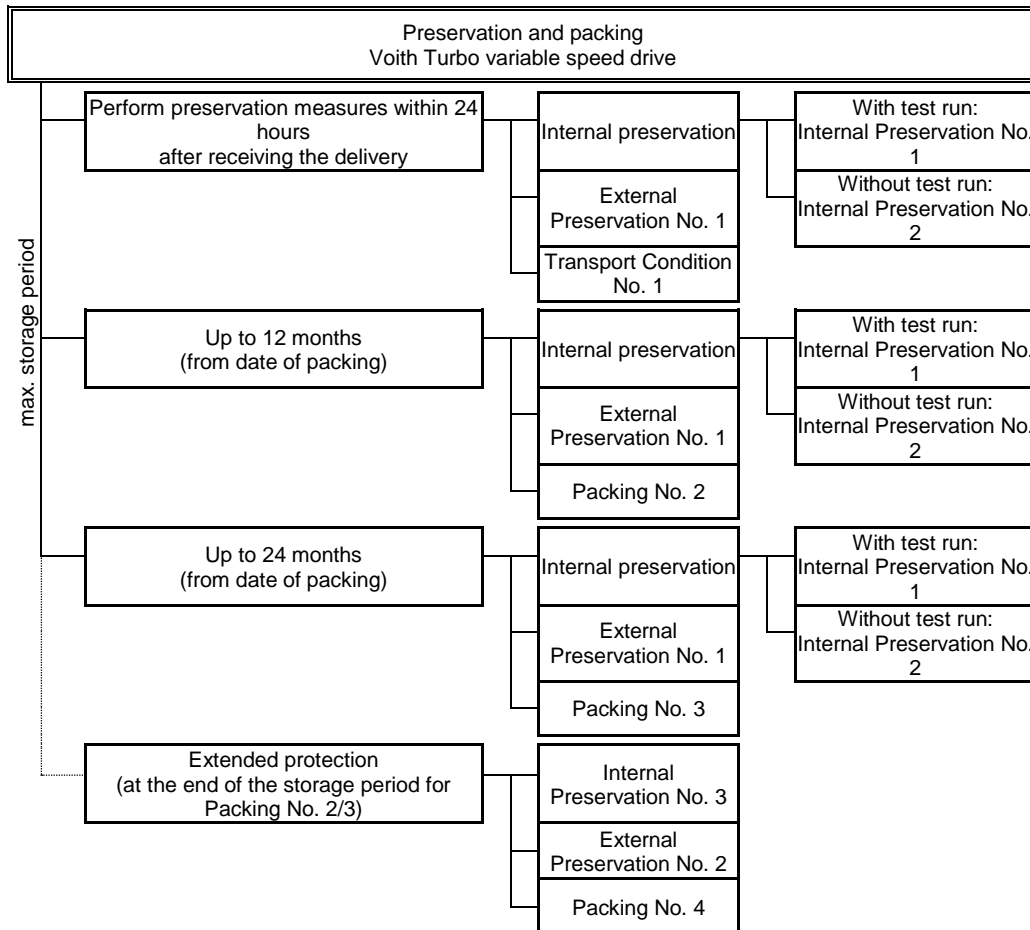 Preservation and packing
Voith Turbo variable speed drive
max. storage period
Perform preservation measures within 24
hours
after receiving the delivery
Internal preservation
With test run:
Internal Preservation No.
1
Without test run:
Internal Preservation No.
2
External
Preservation No. 1
Transport Condition
No. 1
Up to 12 months
(from date of packing)
Internal preservation
With test run:
Internal Preservation No.
1
Without test run:
Internal Preservation No.
2
External
Preservation No. 1
Packing No. 2
Up to 24 months
(from date of packing)
Internal preservation
With test run:
Internal Preservation No.
1
Without test run:
Internal Preservation No.
2
External
Preservation No. 1
Packing No. 3
Extended protection
(at the end of the storage period for
Packing No. 2/3)
Internal
Preservation No. 3
External
Preservation No. 2
Packing No. 4